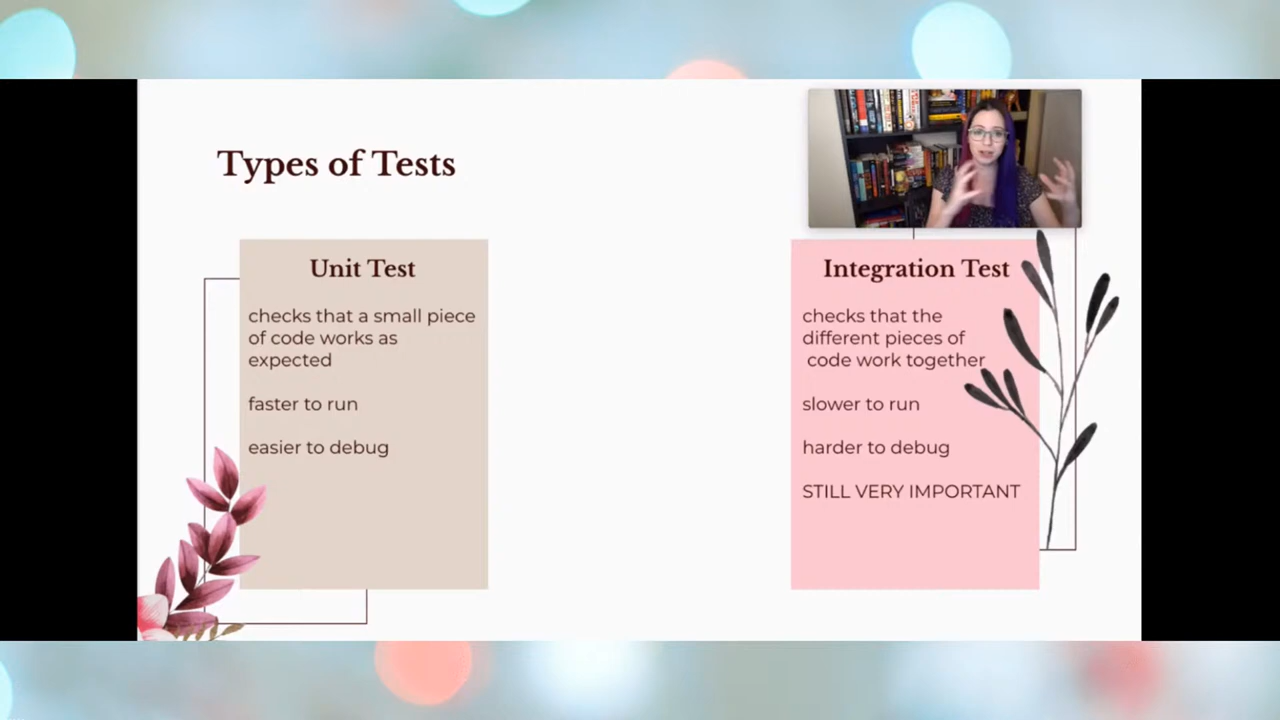 Types of Tests
Unit Test
checks that a small piece
of code works as
expected
faster to run
easier to debug
Integration Test
checks that the
different pieces of
code work together
slower to run
harder to debug
STILL VERY IMPORTANT